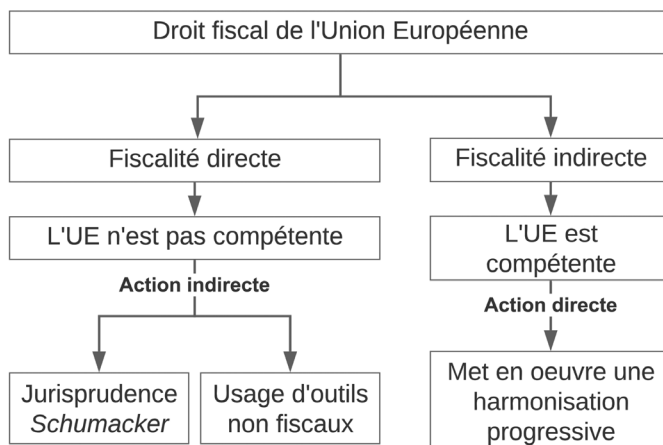 Droit fiscal de l'Union Européenne
Fiscalité directe
Fiscalité indirecte
L'UE n'est pas compétente
L'UE est
compétente
Action indirecte
Action directe
Jurisprudence
Schumacker
Usage d'outils
non fiscaux
Met en oeuvre une
harmonisation
progressive